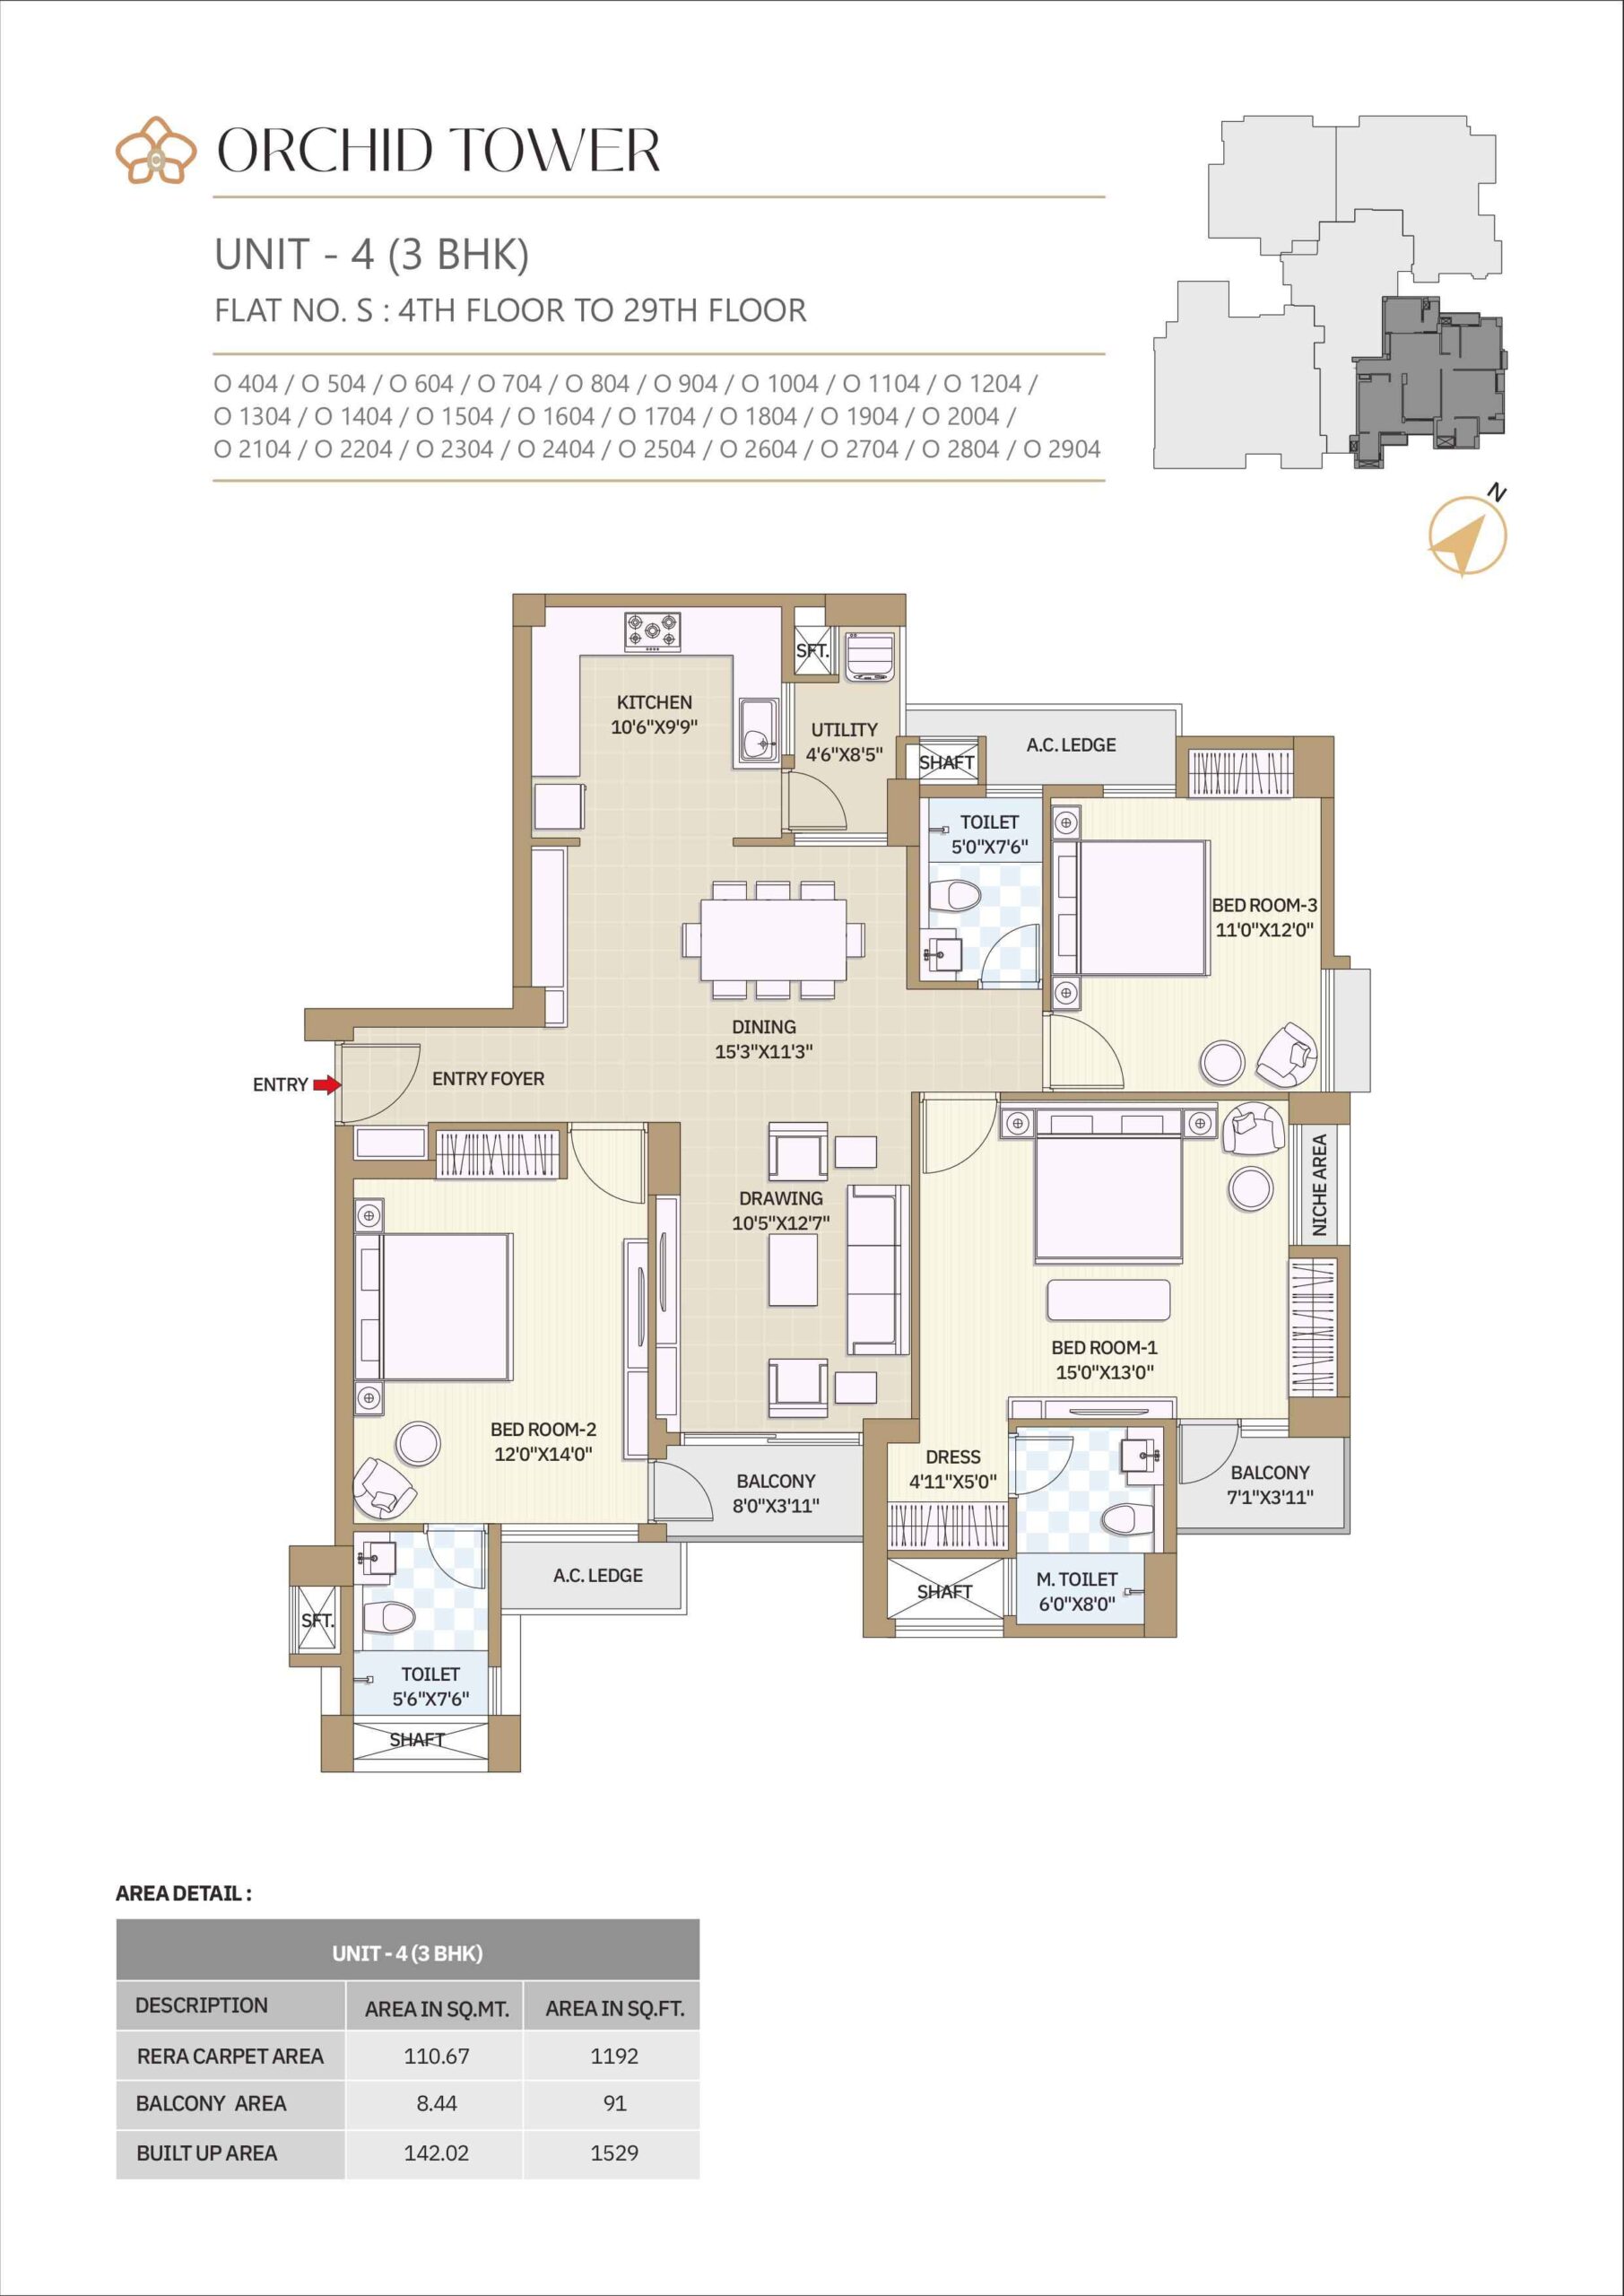 ORCHID TOWER
UNIT - 4 (3 BHK)
FLAT NO. S : 4TH FLOOR TO 29TH FLOOR
O 404 / O 504 / O 604 / O 704 / O 804 / O 904 / O 1004 / O 1104 / O 1204 /
O 1304 / O 1404 / O 1504 / O 1604 / O 1704 / O 1804 / O 1904 / O 2004 /
O 2104 / O 2204 / O 2304 / O 2404 / O 2504 / O 2604 / O 2704 / O 2804 / O 2904
N
SFT.
KITCHEN
10'6"X9'9"
UTILITY
4'6"X8'5"
A.C. LEDGE
SHAFT
TOILET
5'0"X7'6"
BED ROOM-3
11'0"X12'0"
DINING
15'3"X11'3"
ENTRY
ENTRY FOYER
NICHE AREA
DRAWING
10'5"X12'7"
BED ROOM-1
15'0"X13'0"
BED ROOM-2
12'0"X14'0"
DRESS
4'11"X5'0"
BALCONY
8'0"X3'11"
BALCONY
7'1"X3'11"
A.C. LEDGE
SHAFT
M. TOILET
6'0"X8'0"
SFT.
TOILET
5'6"X7'6"
SHAFT
AREA DETAIL :
UNIT - 4 (3 BHK)
DESCRIPTION AREA IN SQ.MT. AREA IN SQ.FT.
RERA CARPET AREA 110.67 1192
BALCONY AREA 8.44 91
BUILT UP AREA 142.02 1529